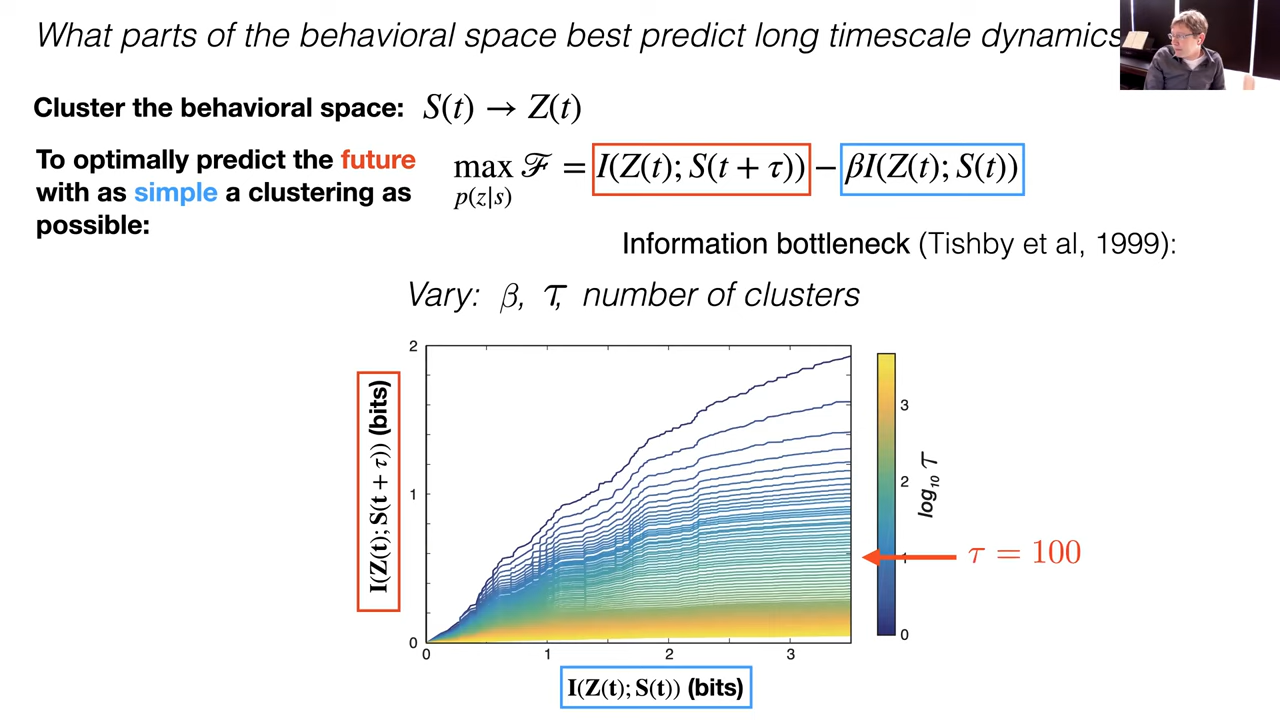 What parts of the behavioral space best predict long timescale dynamics
Cluster the behavioral space: S(t) → Z(t)
To optimally predict the future
with as simple a clustering as
possible:
max p(z|s) ℱ = I(Z(t); S(t + τ)) − βI(Z(t); S(t))
Information bottleneck (Tishby et al, 1999):
Vary: β, τ, number of clusters
I(Z(t); S(t + τ)) (bits)
2
1
0
0 1 2 3
I(Z(t); S(t)) (bits)
3
2
1
0
log₁₀ τ
τ = 100